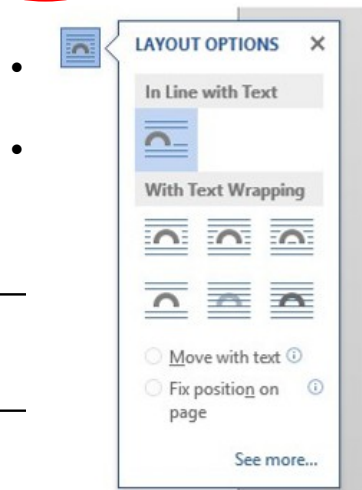 LAYOUT OPTIONS
In Line with Text
With Text Wrapping
Move with text
Fix position on
page
See more...